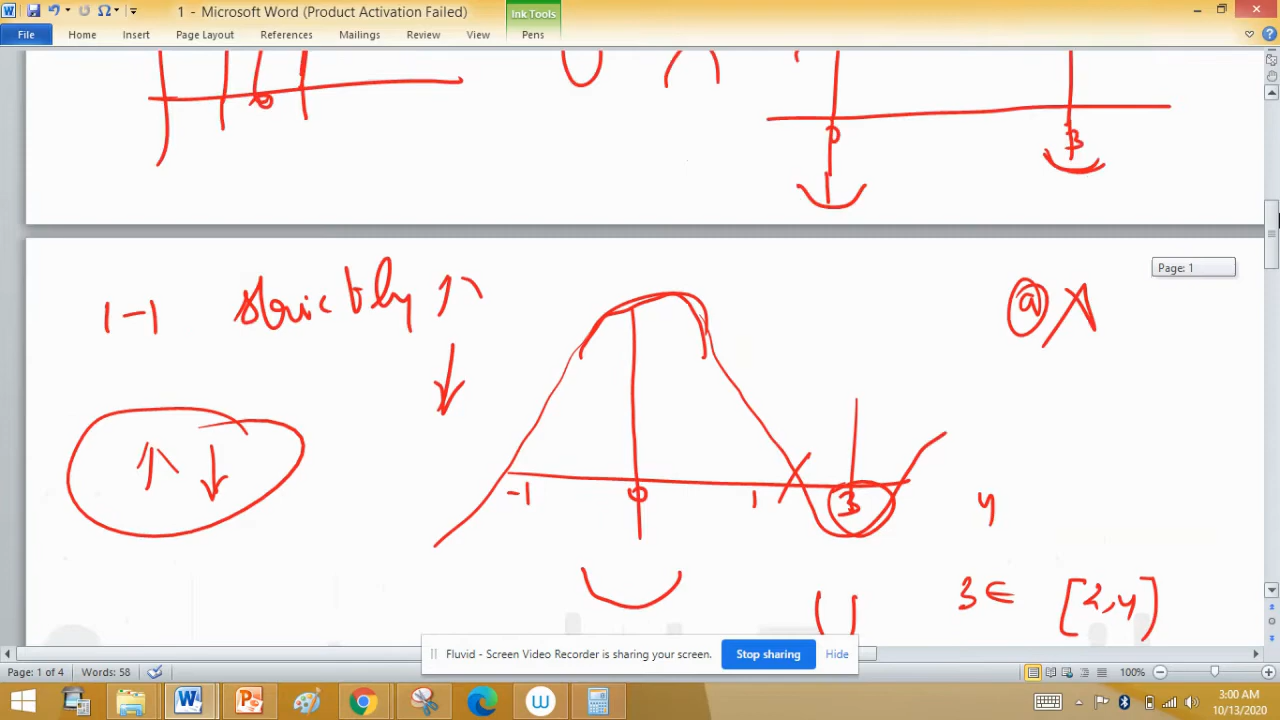 1 - Microsoft Word (Product Activation Failed)
Ink Tools
File Home Insert Page Layout References Mailings Review View Pens
0
0
3
Page: 1
1-1 strictly ↑
↓
a X
↑ ↓
-1 0 1 3 4
3 ∈ [2,4]
Fluvid - Screen Video Recorder is sharing your screen. Stop sharing Hide
Page: 1 of 4 Words: 58 100%
3:00 AM
10/13/2020